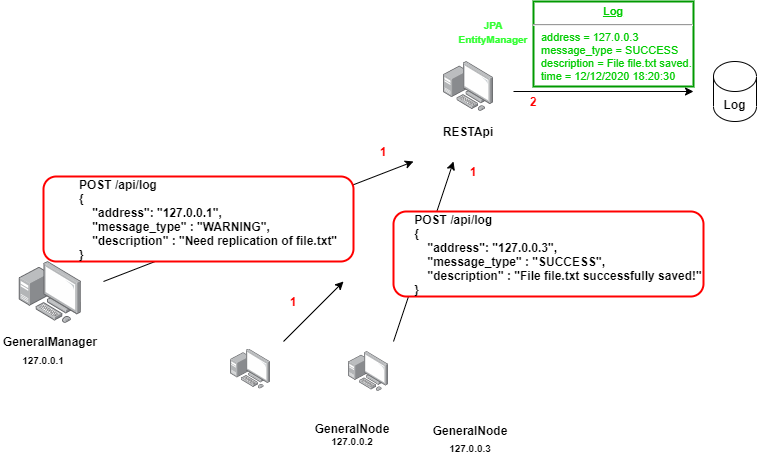 Log
JPA
EntityManager
address = 127.0.0.3
message_type = SUCCESS
description = File file.txt saved.
time = 12/12/2020 18:20:30
2
Log
RESTApi
1
1
POST /api/log
{
"address": "127.0.0.1",
"message_type" : "WARNING",
"description" : "Need replication of file.txt"
}
POST /api/log
{
"address": "127.0.0.3",
"message_type" : "SUCCESS",
"description" : "File file.txt successfully saved!"
}
1
GeneralManager
127.0.0.1
GeneralNode
127.0.0.2
GeneralNode
127.0.0.3